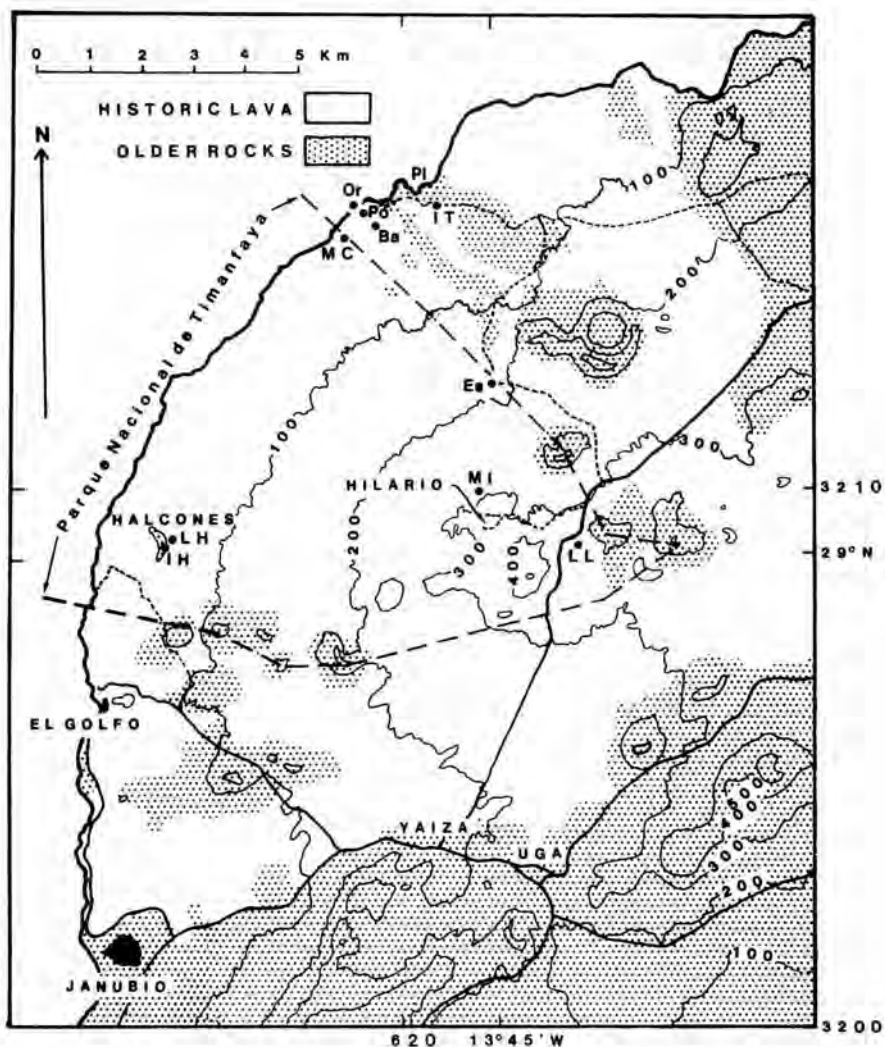 0 1 2 3 4 5 Km
HISTORIC LAVA
OLDER ROCKS
N
Parque Nacional de Timanfaya
Or
Po
Pl
IT
Ba
MC
100
200
Es
100
300
HILARIO
MI
3210
HALCONES
LH
IH
200
300
400
LL
29°N
EL GOLFO
YAIZA
UGA
500
400
300
200
100
JANUBIO
3200
620 13°45'W